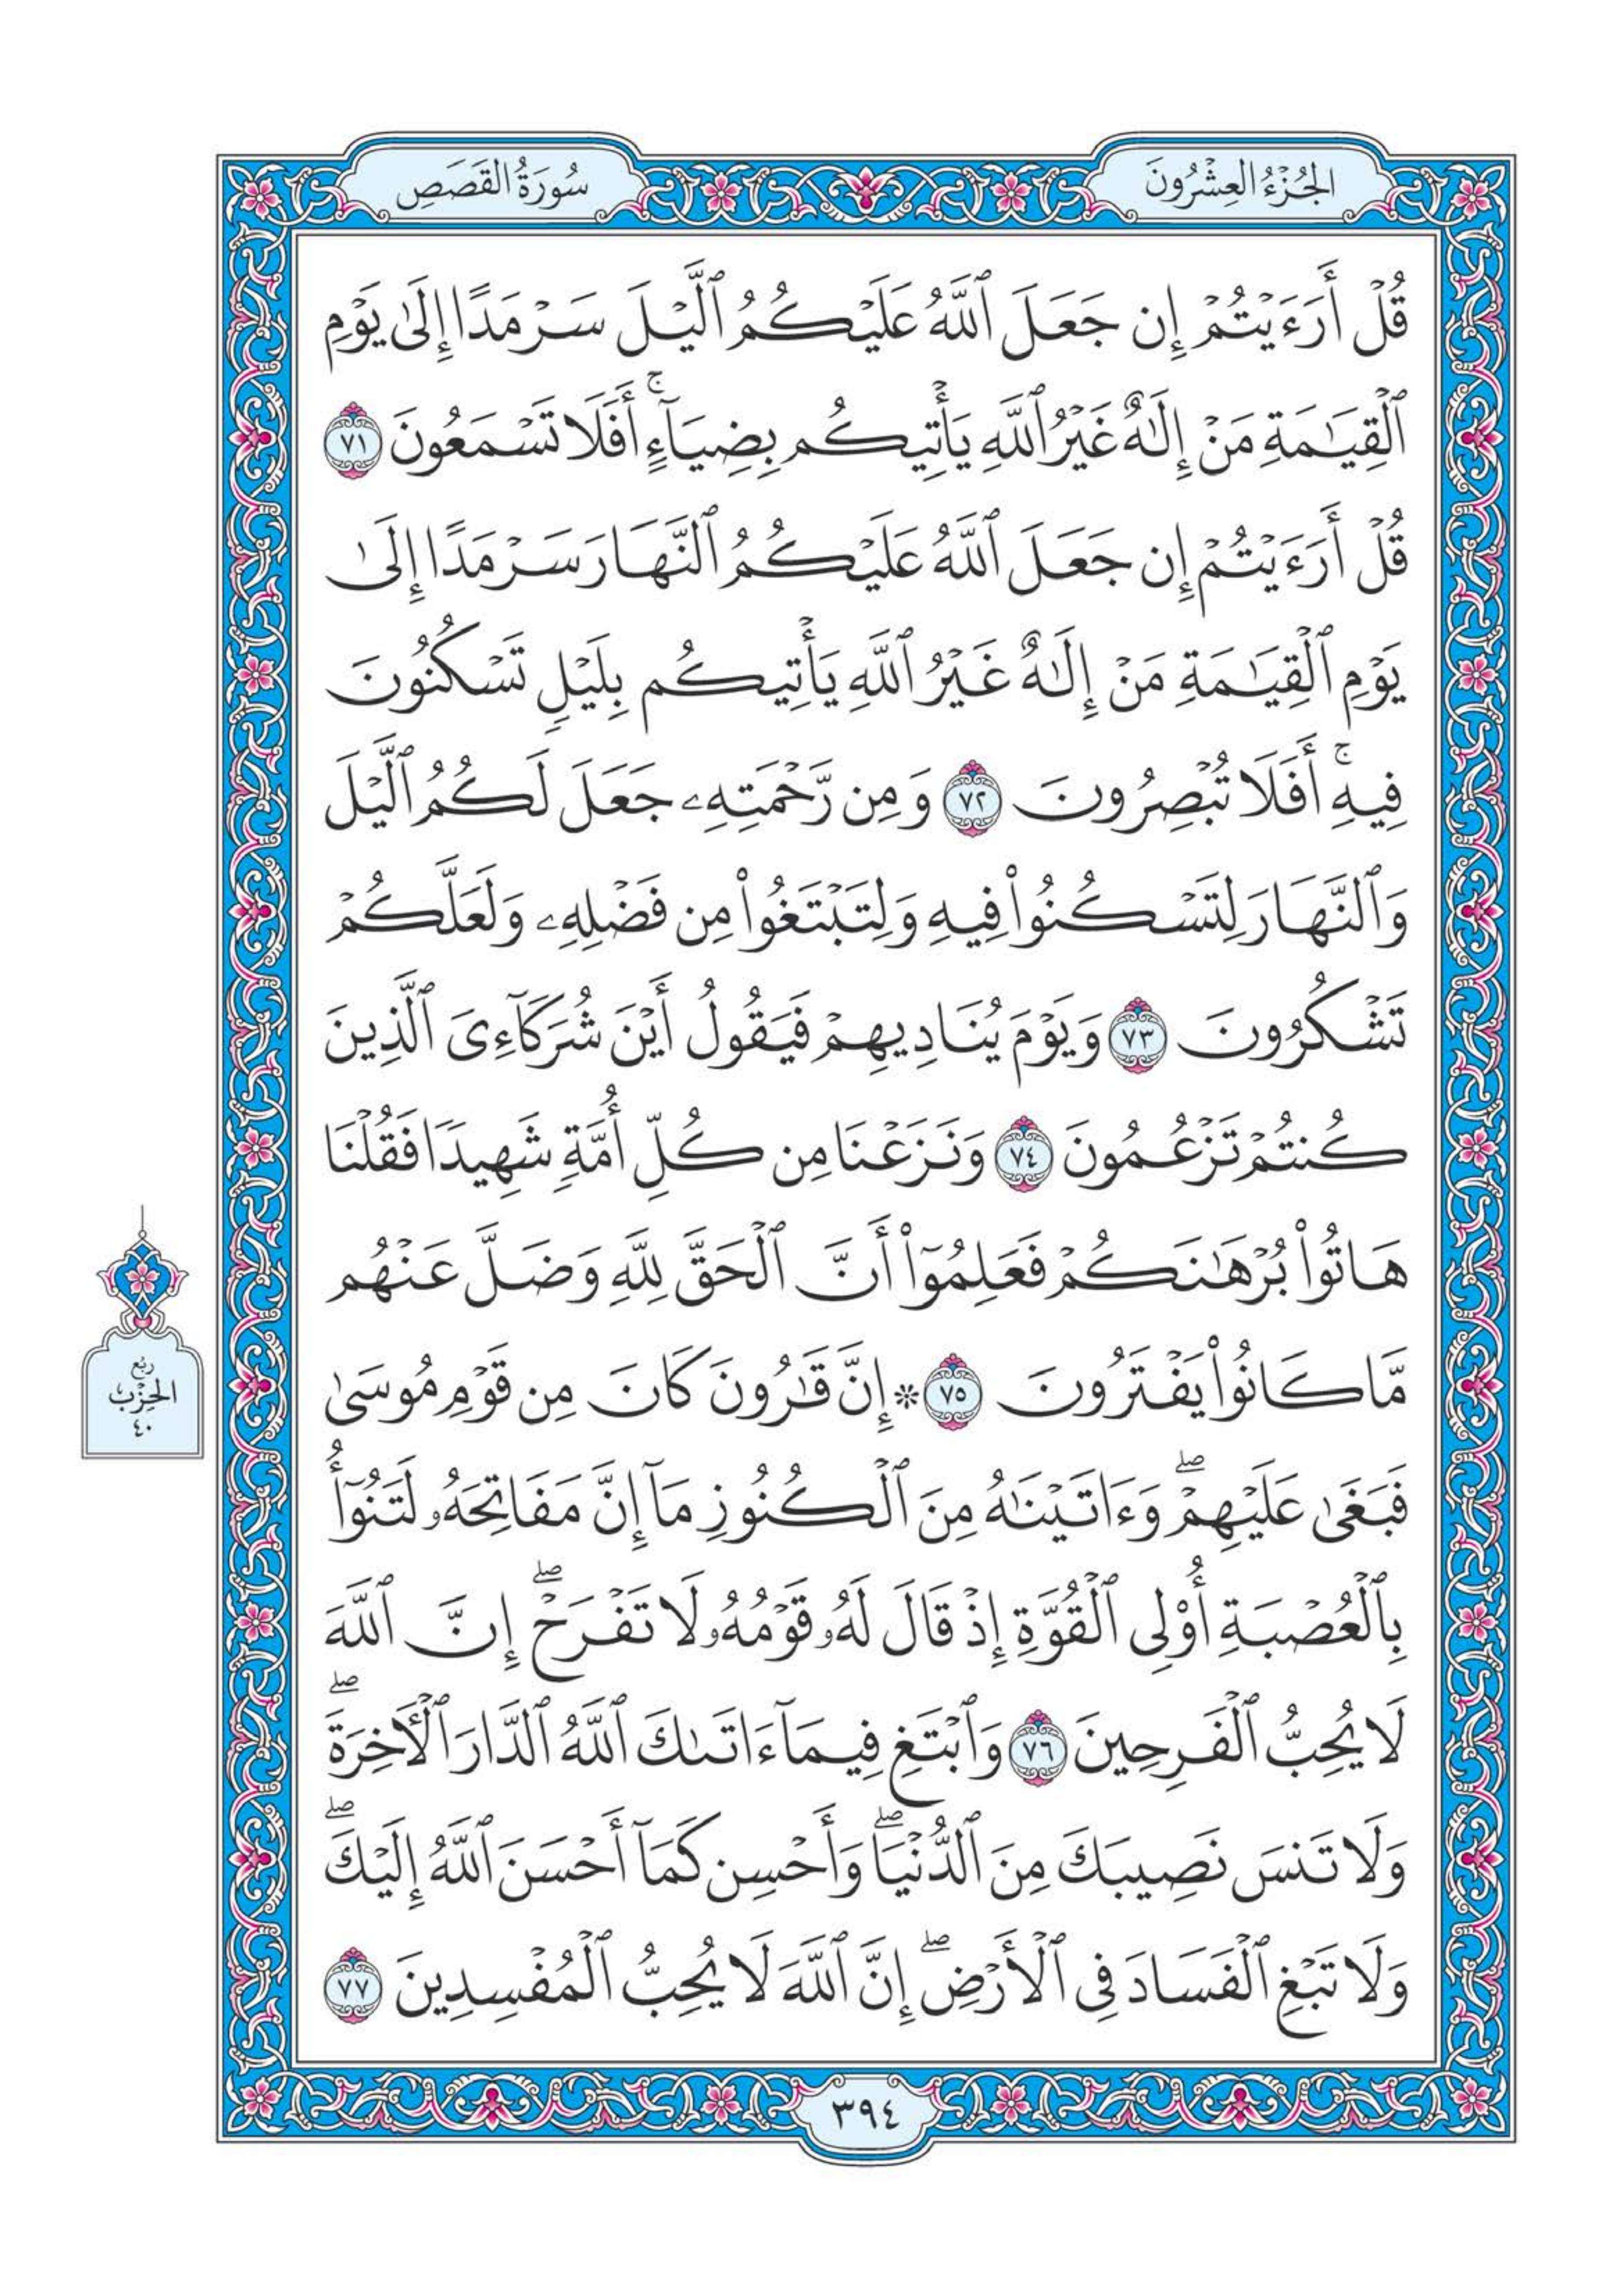 الجُزْءُ العِشْرُونَ
سُورَةُ القَصَصِ
قُلْ أَرَءَيْتُمْ إِن جَعَلَ ٱللَّهُ عَلَيْكُمُ ٱلَّيْلَ سَرْمَدًا إِلَىٰ يَوْمِ
ٱلْقِيَـٰمَةِ مَنْ إِلَـٰهٌ غَيْرُ ٱللَّهِ يَأْتِيكُم بِضِيَآءٍ ۚ أَفَلَا تَسْمَعُونَ ٧١
قُلْ أَرَءَيْتُمْ إِن جَعَلَ ٱللَّهُ عَلَيْكُمُ ٱلنَّهَارَ سَرْمَدًا إِلَىٰ
يَوْمِ ٱلْقِيَـٰمَةِ مَنْ إِلَـٰهٌ غَيْرُ ٱللَّهِ يَأْتِيكُم بِلَيْلٍ تَسْكُنُونَ
فِيهِ ۚ أَفَلَا تُبْصِرُونَ ٧٢ وَمِن رَّحْمَتِهِۦ جَعَلَ لَكُمُ ٱلَّيْلَ
وَٱلنَّهَارَ لِتَسْكُنُوا۟ فِيهِ وَلِتَبْتَغُوا۟ مِن فَضْلِهِۦ وَلَعَلَّكُمْ
تَشْكُرُونَ ٧٣ وَيَوْمَ يُنَادِيهِمْ فَيَقُولُ أَيْنَ شُرَكَآءِىَ ٱلَّذِينَ
كُنتُمْ تَزْعُمُونَ ٧٤ وَنَزَعْنَا مِن كُلِّ أُمَّةٍ شَهِيدًا فَقُلْنَا
هَاتُوا۟ بُرْهَـٰنَكُمْ فَعَلِمُوٓا۟ أَنَّ ٱلْحَقَّ لِلَّهِ وَضَلَّ عَنْهُم
مَّا كَانُوا۟ يَفْتَرُونَ ٧٥ ۞ إِنَّ قَـٰرُونَ كَانَ مِن قَوْمِ مُوسَىٰ
فَبَغَىٰ عَلَيْهِمْ ۖ وَءَاتَيْنَـٰهُ مِنَ ٱلْكُنُوزِ مَآ إِنَّ مَفَاتِحَهُۥ لَتَنُوٓأُ
بِٱلْعُصْبَةِ أُو۟لِى ٱلْقُوَّةِ إِذْ قَالَ لَهُۥ قَوْمُهُۥ لَا تَفْرَحْ ۖ إِنَّ ٱللَّهَ
لَا يُحِبُّ ٱلْفَرِحِينَ ٧٦ وَٱبْتَغِ فِيمَآ ءَاتَىٰكَ ٱللَّهُ ٱلدَّارَ ٱلْـَٔاخِرَةَ ۖ
وَلَا تَنسَ نَصِيبَكَ مِنَ ٱلدُّنْيَا ۖ وَأَحْسِن كَمَآ أَحْسَنَ ٱللَّهُ إِلَيْكَ ۖ
وَلَا تَبْغِ ٱلْفَسَادَ فِى ٱلْأَرْضِ ۖ إِنَّ ٱللَّهَ لَا يُحِبُّ ٱلْمُفْسِدِينَ ٧٧
رُبْع
الحِزْب
٤٠
٣٩٤